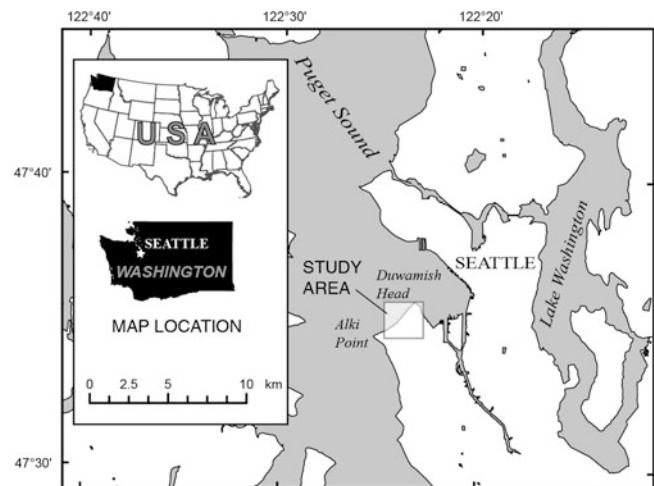 122°40'
122°30'
122°20'
Puget Sound
USA
47°40'
SEATTLE
WASHINGTON
MAP LOCATION
0 2.5 5 10
km
STUDY
AREA
Duwamish
Head
SEATTLE
Lake Washington
Alki
Point
47°30'